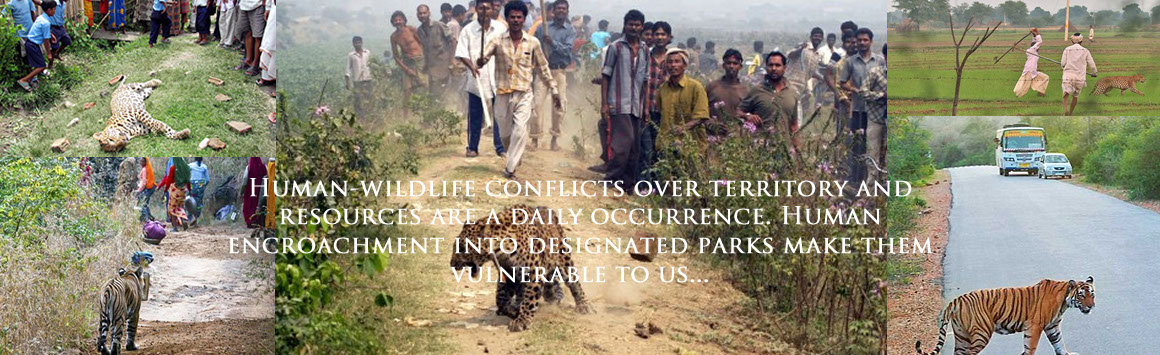 Human-wildlife conflicts over territory and
resources are a daily occurrence. Human
encroachment into designated parks make them
vulnerable to us...